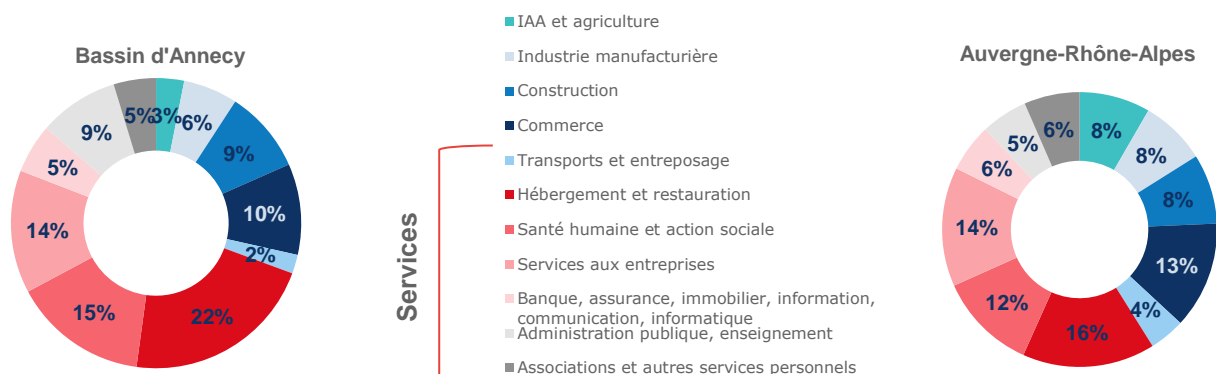 Bassin d'Annecy
3%
6%
9%
10%
2%
22%
15%
14%
5%
9%
5%
Services
IAA et agriculture
Industrie manufacturière
Construction
Commerce
Transports et entreposage
Hébergement et restauration
Santé humaine et action sociale
Services aux entreprises
Banque, assurance, immobilier, information,
communication, informatique
Administration publique, enseignement
Associations et autres services personnels
Auvergne-Rhône-Alpes
8%
8%
8%
13%
4%
16%
12%
14%
6%
5%
6%